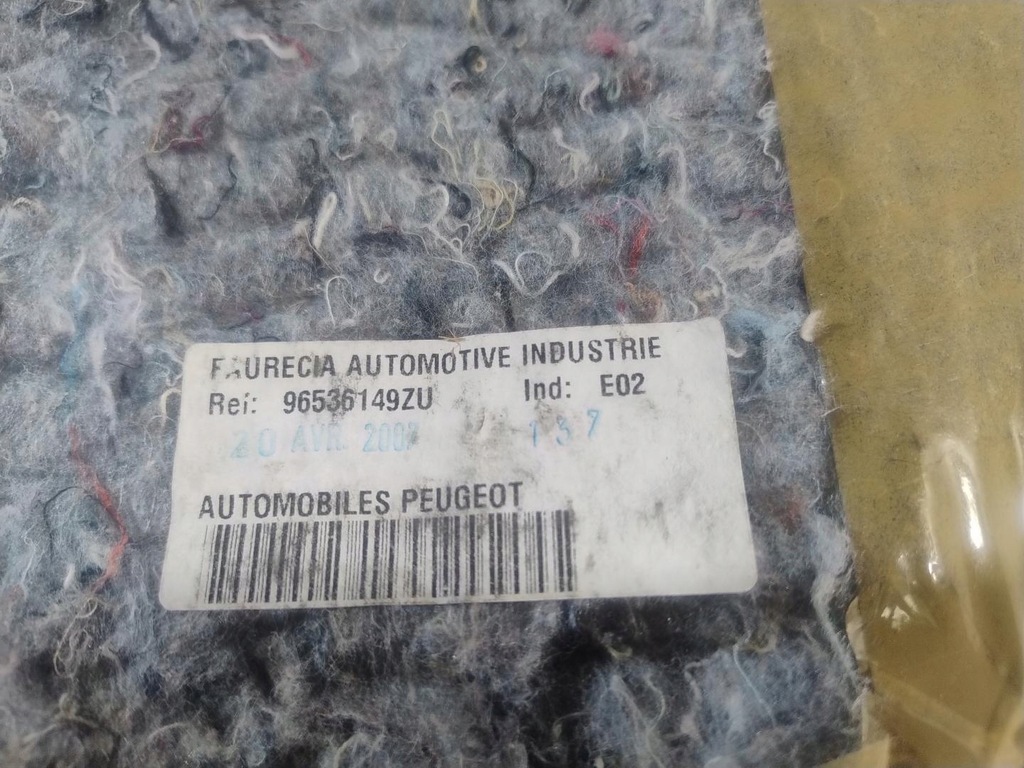 FAURECIA AUTOMOTIVE INDUSTRIE
Ref: 96536149ZU Ind: E02
20 AVR. 137
AUTOMOBILES PEUGEOT